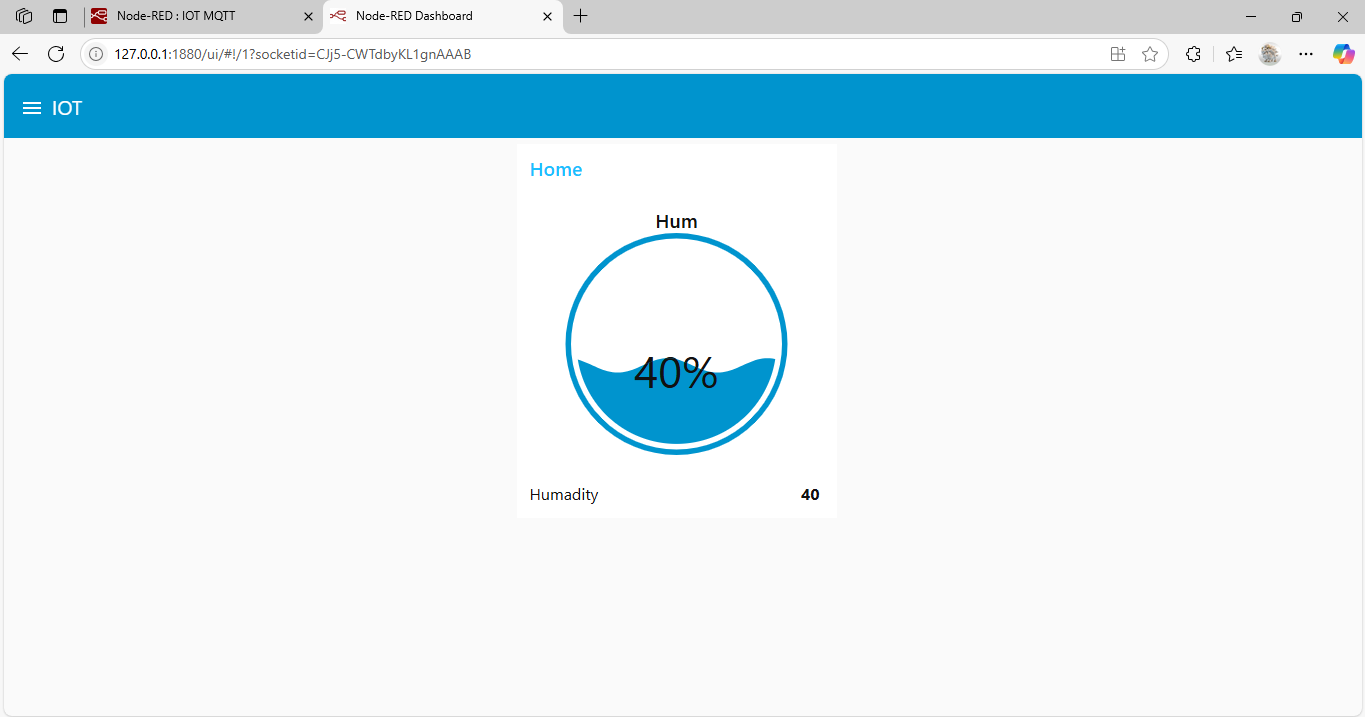 Node-RED : IOT MQTT
Node-RED Dashboard
127.0.0.1:1880/ui/#!/1?socketid=CJj5-CWTdbyKL1gnAAAB
IOT
Home
Hum
40%
Humadity 40